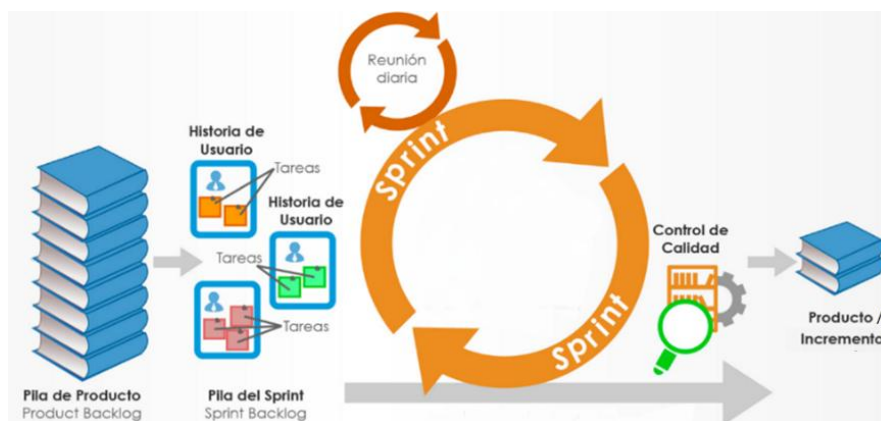 Reunión
diaria
Historia de
Usuario
Tareas
Historia de
Usuario
Tareas
Tareas
Sprint
Sprint
Control de
Calidad
Producto /
Incremento
Pila de Producto
Product Backlog
Pila del Sprint
Sprint Backlog